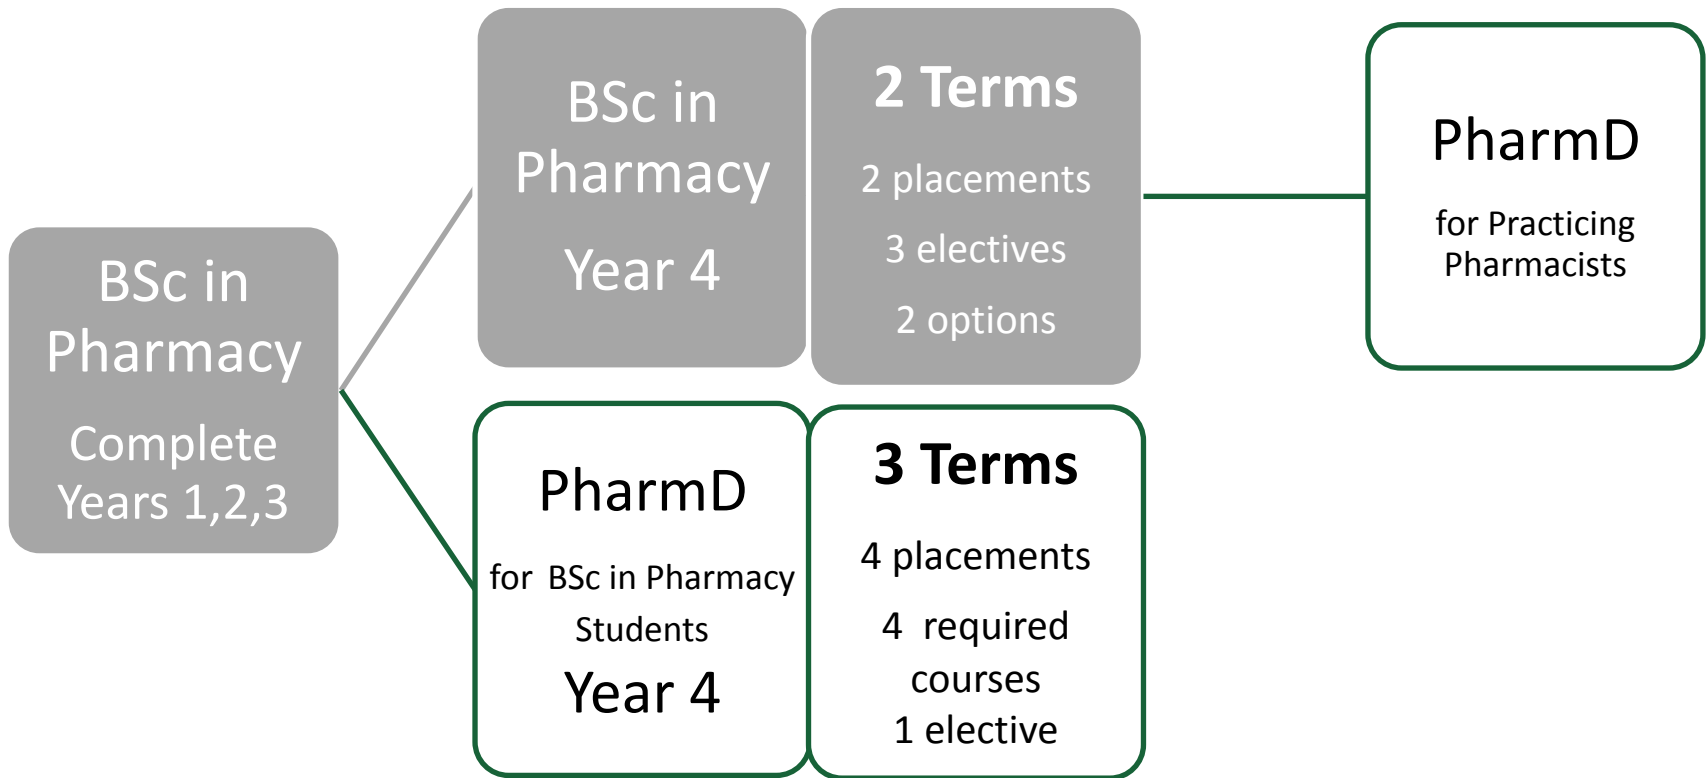 BSc in
Pharmacy
Complete
Years 1,2,3
BSc in
Pharmacy
Year 4
2 Terms
2 placements
3 electives
2 options
PharmD
for Practicing
Pharmacists
PharmD
for BSc in Pharmacy
Students
Year 4
3 Terms
4 placements
4 required
courses
1 elective